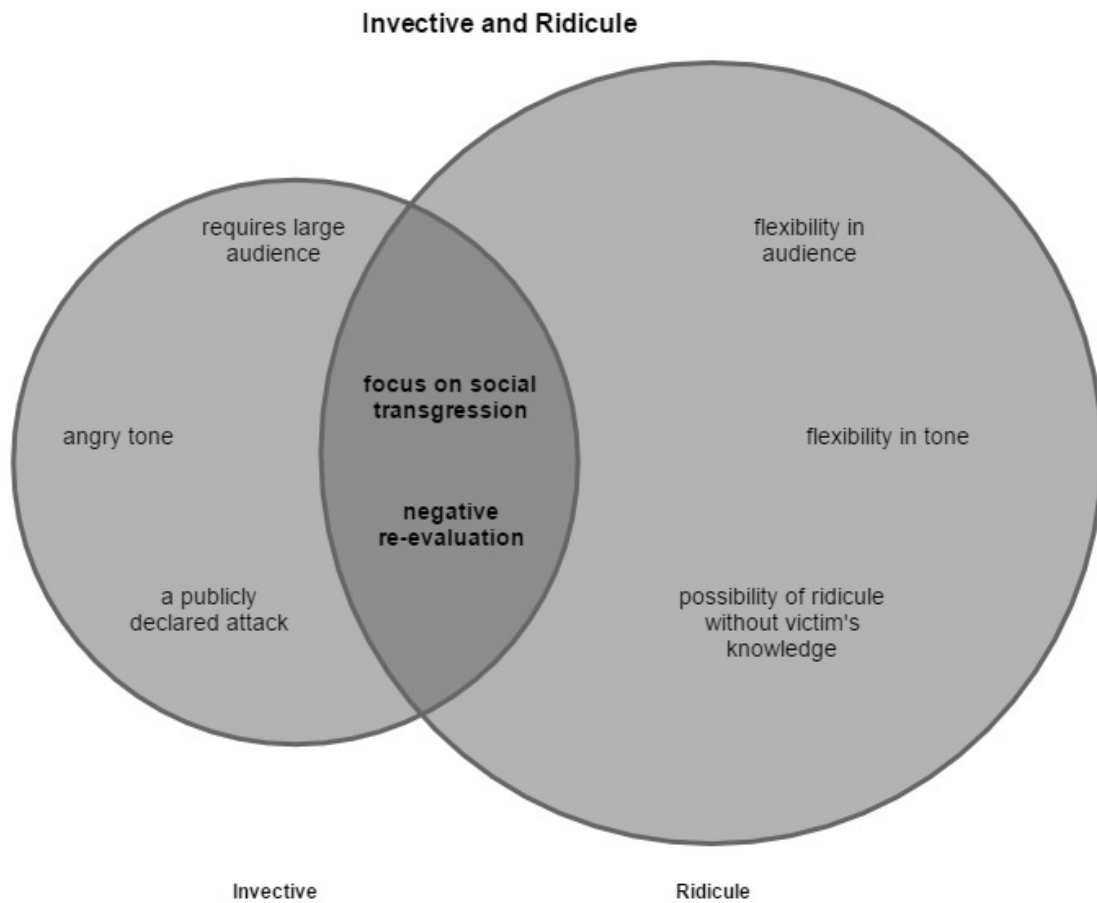 Invective and Ridicule
requires large
audience
flexibility in
audience
focus on social
transgression
angry tone
flexibility in tone
negative
re-evaluation
a publicly
declared attack
possibility of ridicule
without victim's
knowledge
Invective
Ridicule